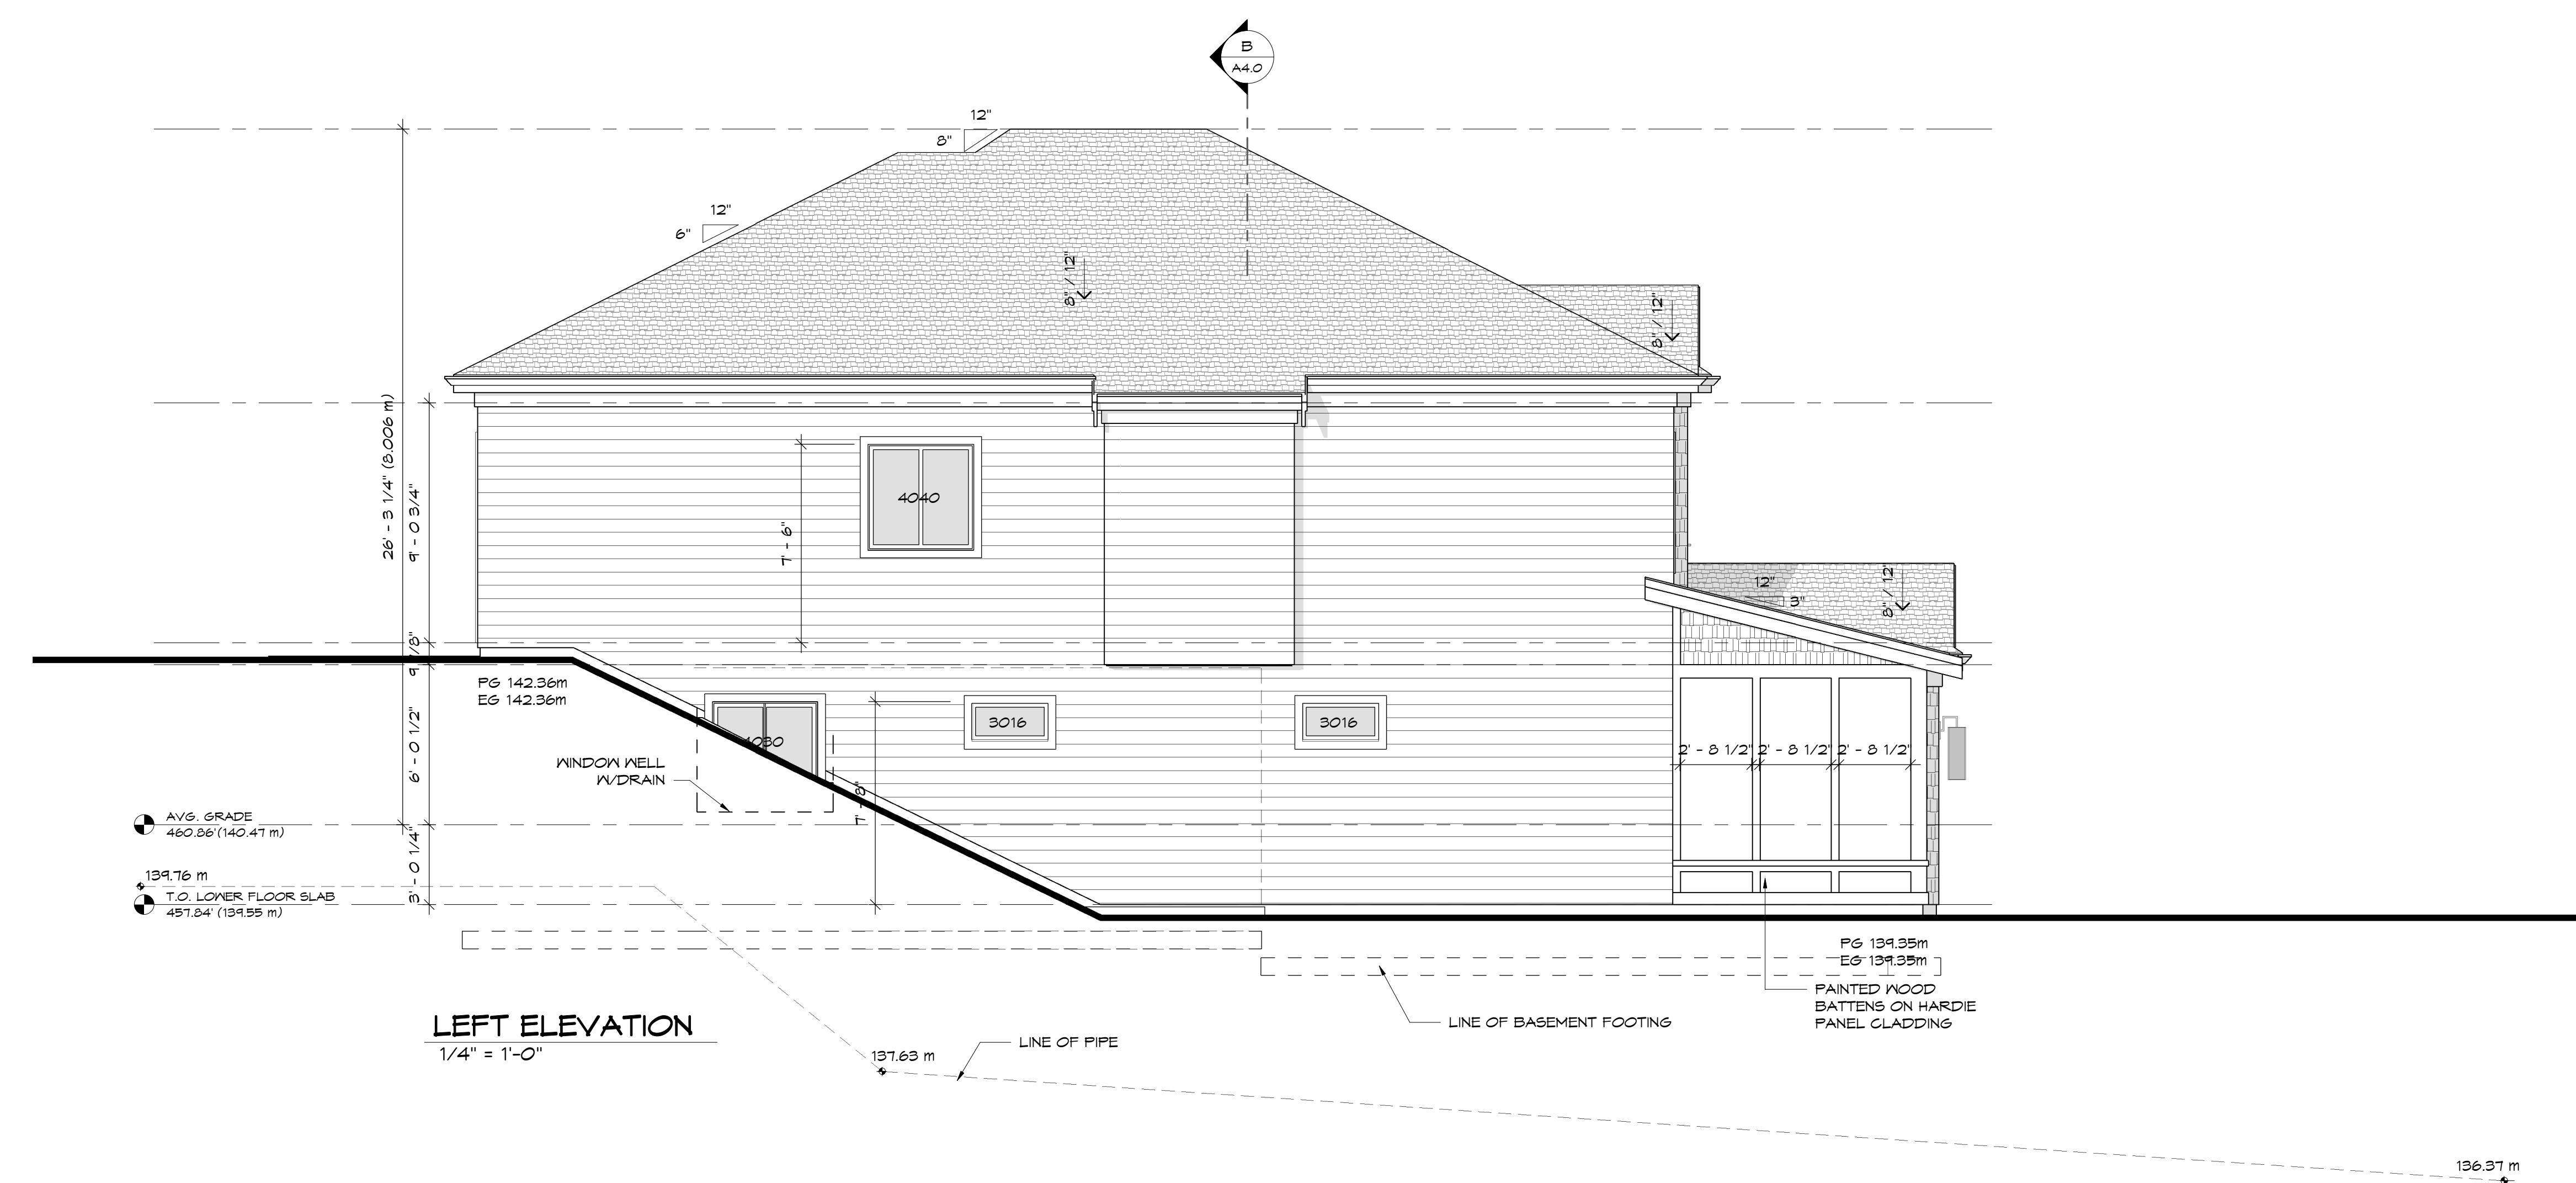 B
A4.0
12"
8"
12"
6"
8" / 12"
8" / 12"
26' - 3 1/4" (8.006 m)
9' - 0 3/4"
4040
7' - 6"
12"
3"
8" / 12"
PG 142.36m
EG 142.36m
6' - 0 1/2"
4030
3016
3016
2' - 8 1/2"
2' - 8 1/2"
2' - 8 1/2"
WINDOW WELL
W/DRAIN
7' - 8"
AVG. GRADE
460.86'(140.47 m)
3' - 0 1/4"
139.76 m
T.O. LOWER FLOOR SLAB
457.84' (139.55 m)
PG 139.35m
EG 139.35m
PAINTED WOOD
BATTENS ON HARDIE
PANEL CLADDING
LINE OF BASEMENT FOOTING
LEFT ELEVATION
1/4" = 1'-0"
LINE OF PIPE
137.63 m
136.37 m